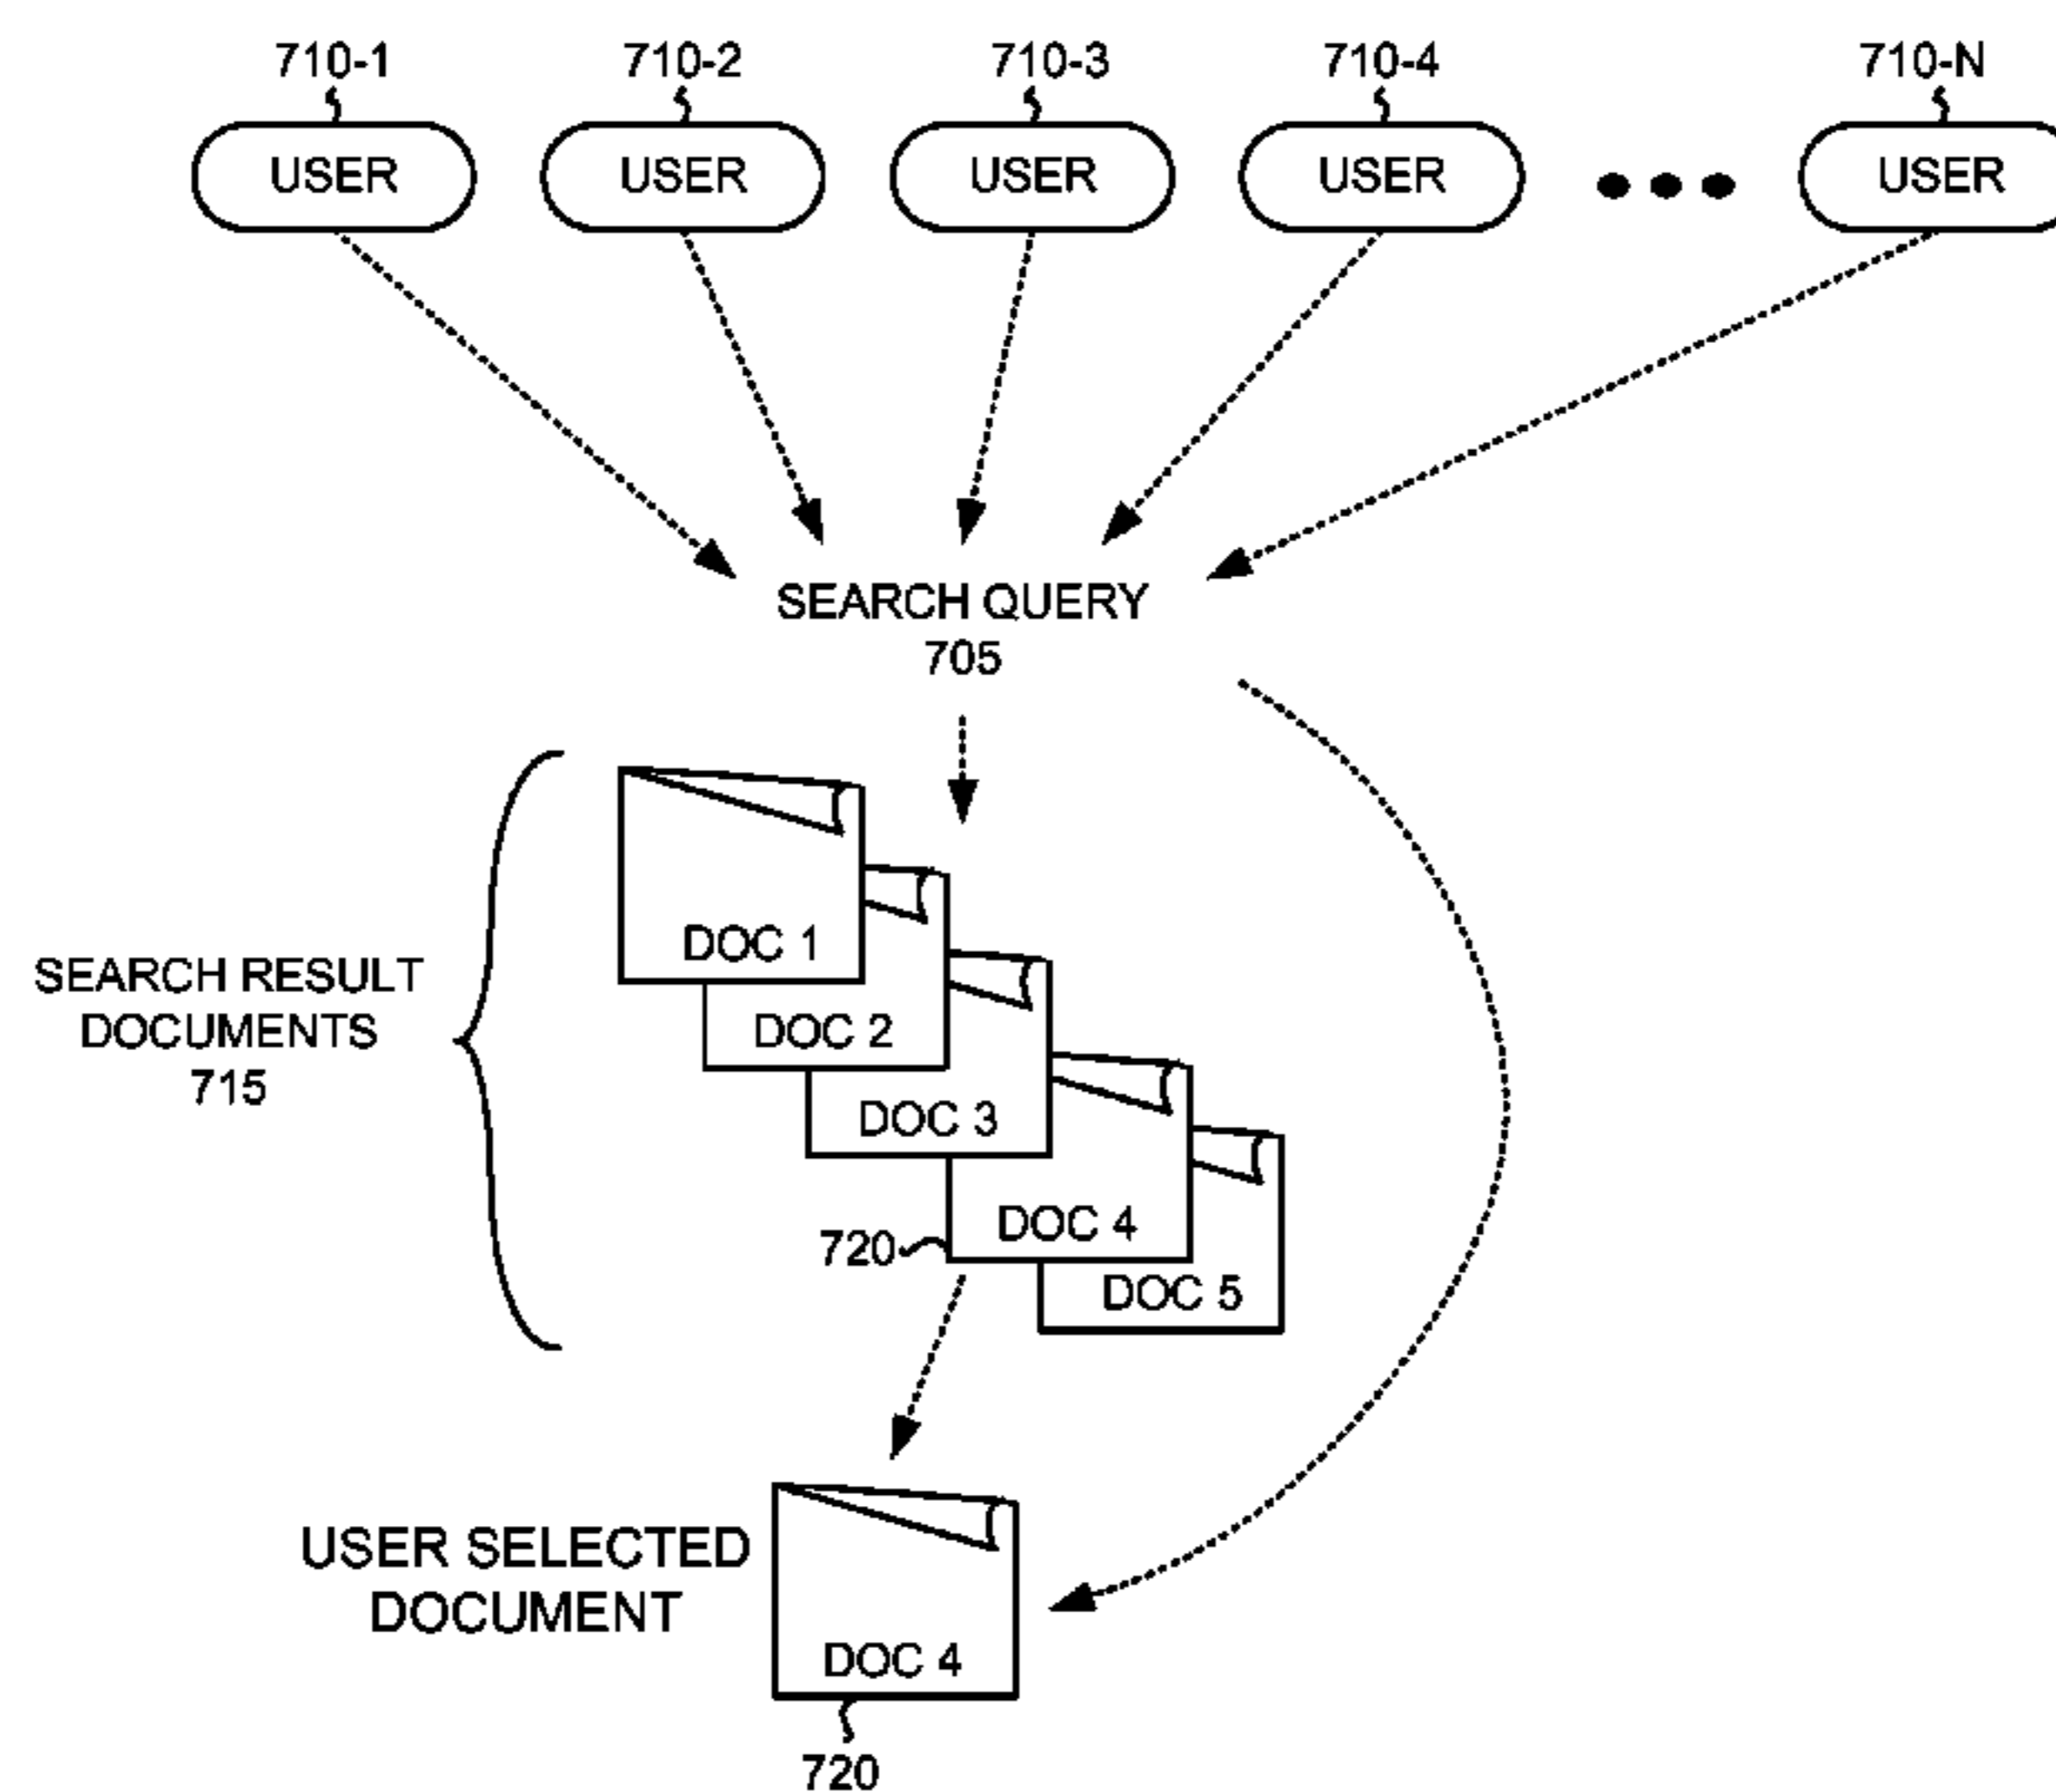 710-1 710-2 710-3 710-4 710-N
USER USER USER USER USER
SEARCH QUERY
705
SEARCH RESULT
DOCUMENTS
715
DOC 1
DOC 2
DOC 3
DOC 4
720
DOC 5
USER SELECTED
DOCUMENT
DOC 4
720